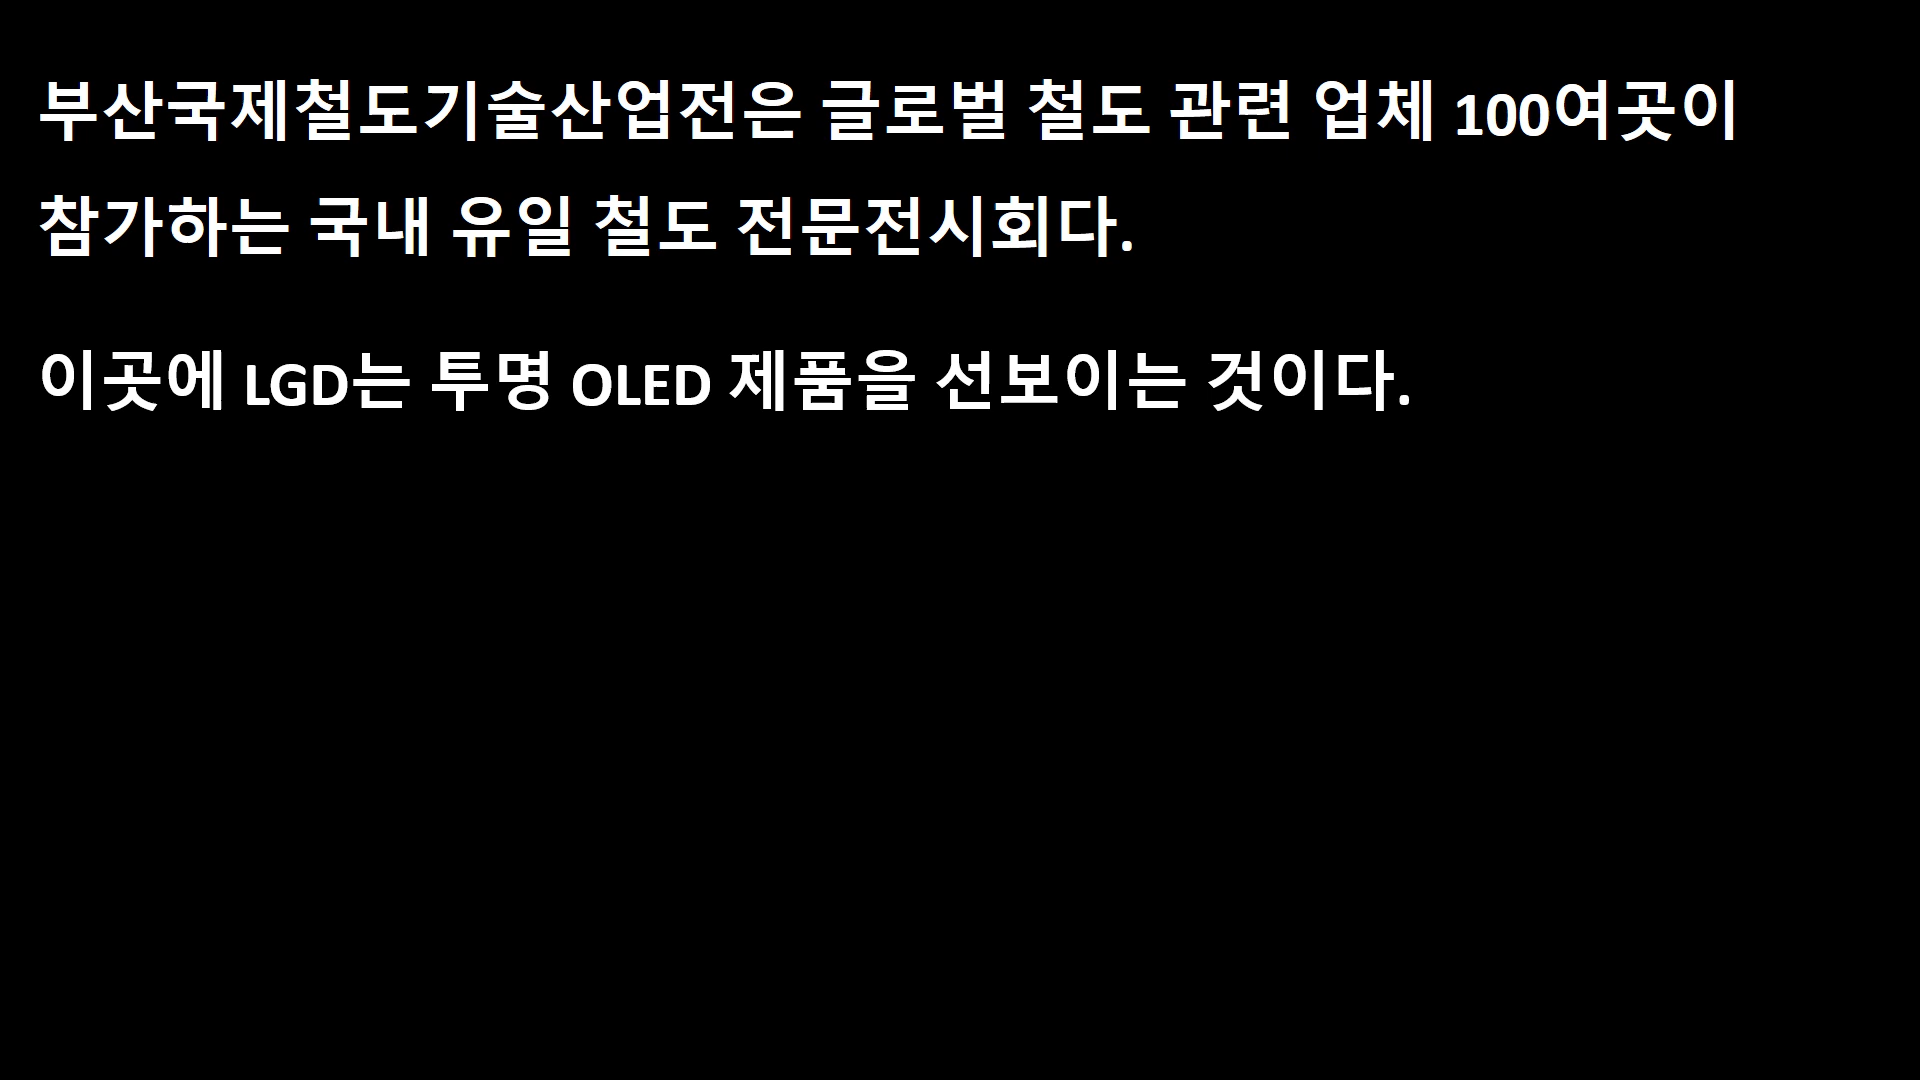 부산국제철도기술산업전은 글로벌 철도 관련 업체 100여곳이
참가하는 국내 유일 철도 전문전시회다.
이곳에 LGD는 투명 OLED 제품을 선보이는 것이다.